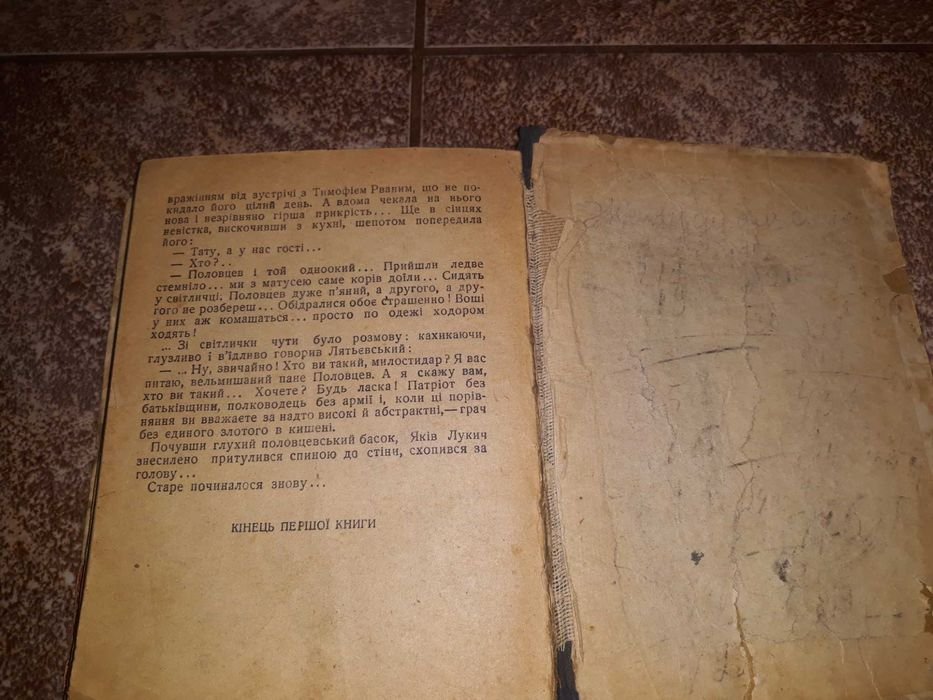 вражінням від зустрічі з Тимофієм Рваним, що не по-
кидало його цілий день. А вдома чекала на нього
нова і незрівняно гірша прикрість... Ще в сінцях
невістка, вискочивши з кухні, шепотом попередила
його:
— Тату, а у нас гості...
— Хто?..
— Половцев і той одноокий... Прийшли ледве
стемніло... ми з матусею саме корів доїли... Сидять
у світличці. Половцев дуже п'яний, а другого, а дру-
гого не розбереш... Обідралися обоє страшенно! Воші
у них аж комашаться... просто по одежі ходором
ходять!
... Зі світлички чути було розмову: кахикаючи,
глузливо і в'їдливо говорив Лятьєвський:
— ... Ну, звичайно! Хто ви такий, милостидар? Я вас
питаю, вельмишаний пане Половцев. А я скажу вам,
хто ви такий... Хочете? Будь ласка! Патріот без
батьківщини, полководець без армії і, коли ці порів-
няння ви вважаєте за надто високі й абстрактні,— грач
без єдиного злотого в кишені.
Почувши глухий половцевський басок, Яків Лукич
знесилено притулився спиною до стіни, схопився за
голову...
Старе починалося знову...
КІНЕЦЬ ПЕРШОЇ КНИГИ